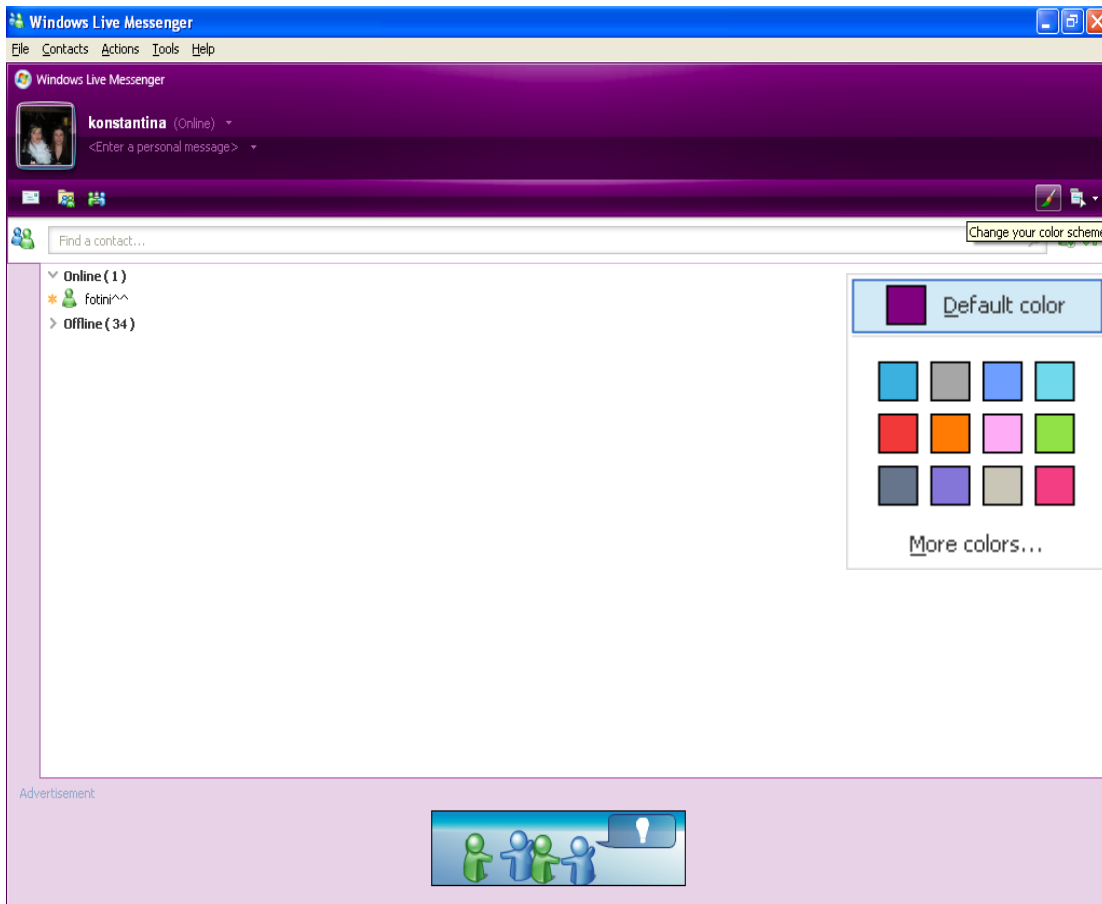 Windows Live Messenger
File Contacts Actions Tools Help
Windows Live Messenger
konstantina (Online)
<Enter a personal message>
Change your color scheme
Find a contact...
Online ( 1 )
fotini^^
Offline ( 34 )
Default color
More colors...
Advertisement